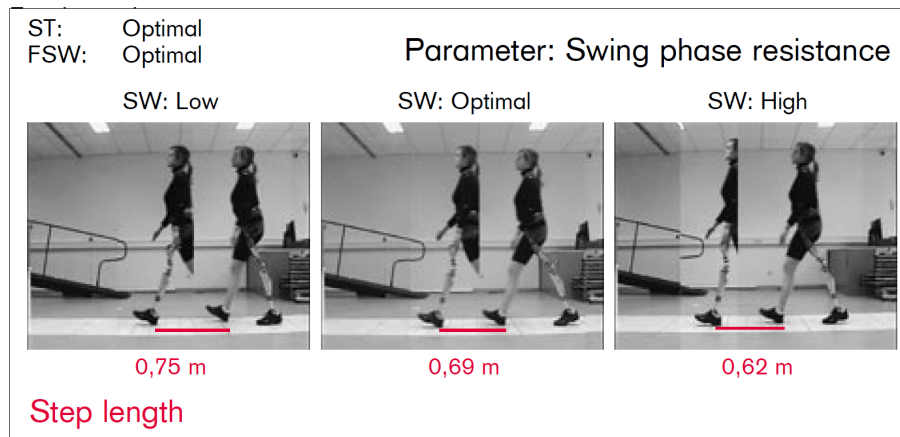 ST: Optimal
FSW: Optimal
Parameter: Swing phase resistance
SW: Low
SW: Optimal
SW: High
0,75 m
0,69 m
0,62 m
Step length